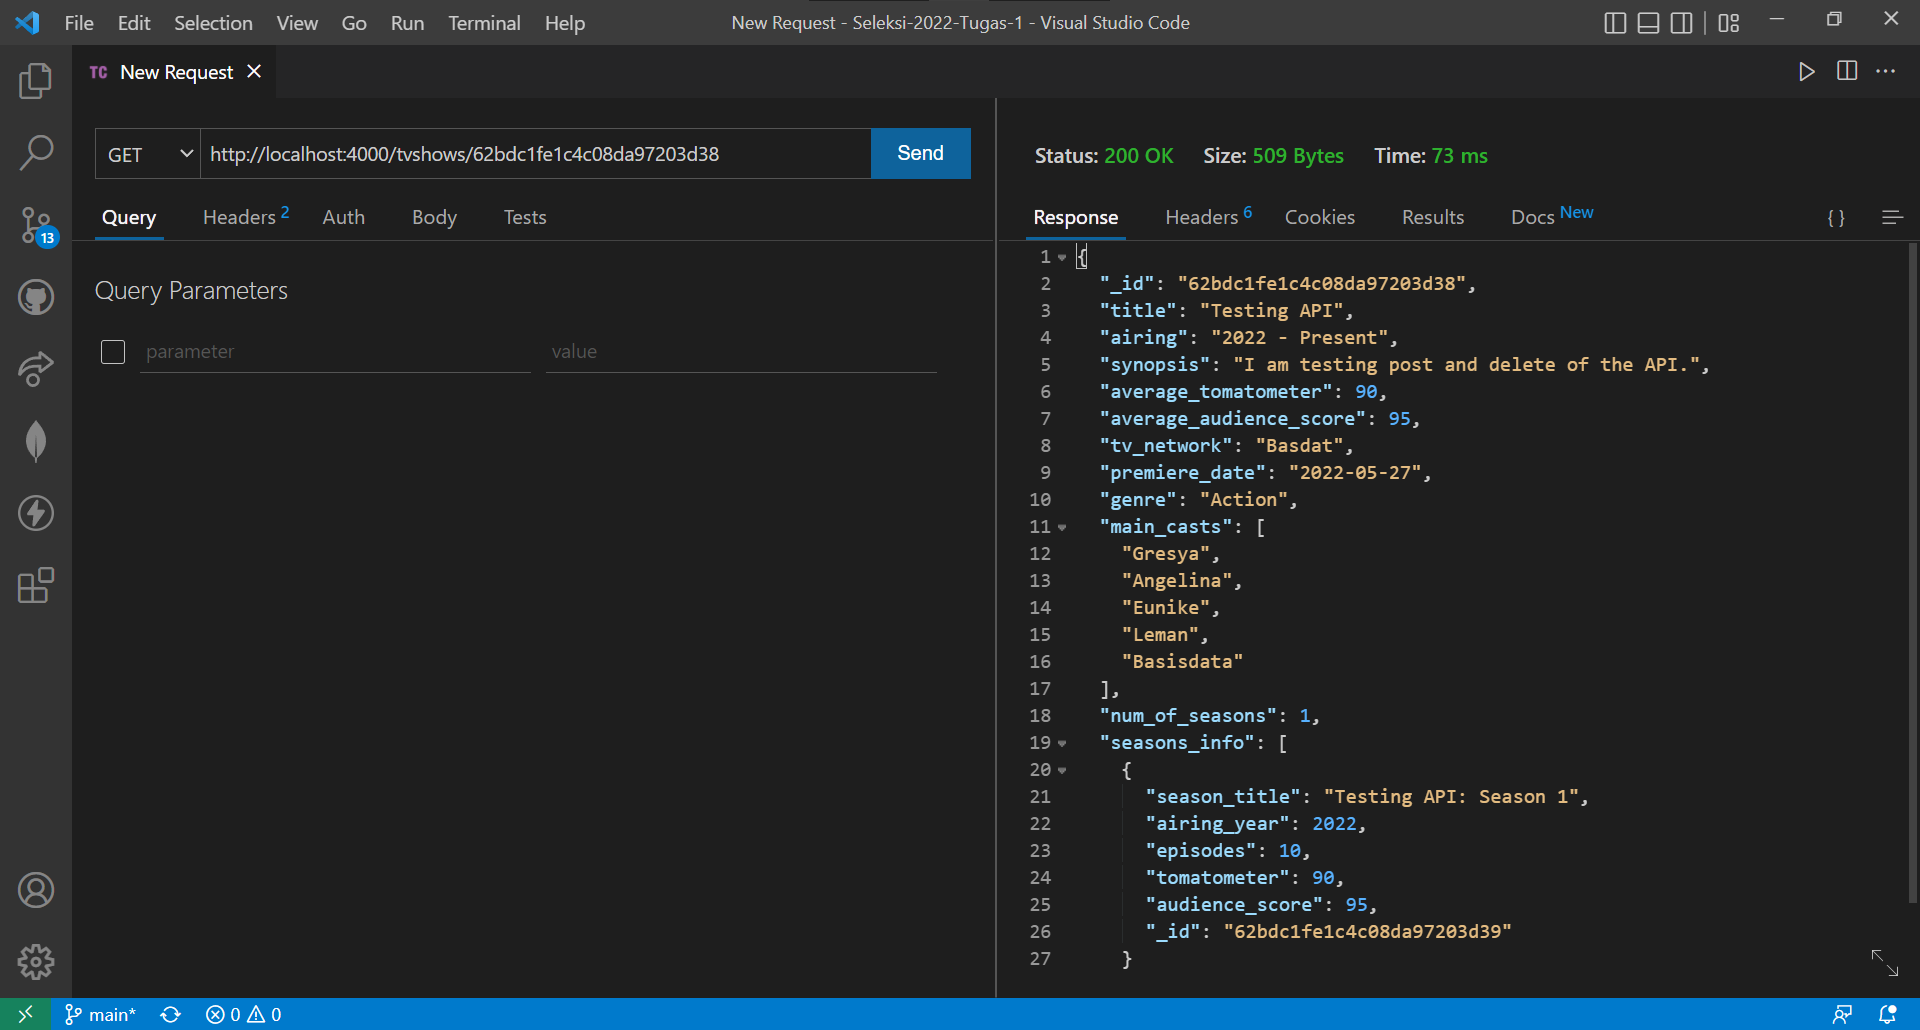 File Edit Selection View Go Run Terminal Help New Request - Seleksi-2022-Tugas-1 - Visual Studio Code
TC New Request
GET http://localhost:4000/tvshows/62bdc1fe1c4c08da97203d38 Send
Query Headers 2 Auth Body Tests
Query Parameters
parameter value
13
Status: 200 OK Size: 509 Bytes Time: 73 ms
Response Headers 6 Cookies Results Docs New {}
1 {
2 "_id": "62bdc1fe1c4c08da97203d38",
3 "title": "Testing API",
4 "airing": "2022 - Present",
5 "synopsis": "I am testing post and delete of the API.",
6 "average_tomatometer": 90,
7 "average_audience_score": 95,
8 "tv_network": "Basdat",
9 "premiere_date": "2022-05-27",
10 "genre": "Action",
11 "main_casts": [
12 "Gresya",
13 "Angelina",
14 "Eunike",
15 "Leman",
16 "Basisdata"
17 ],
18 "num_of_seasons": 1,
19 "seasons_info": [
20 {
21 "season_title": "Testing API: Season 1",
22 "airing_year": 2022,
23 "episodes": 10,
24 "tomatometer": 90,
25 "audience_score": 95,
26 "_id": "62bdc1fe1c4c08da97203d39"
27 }
main* 0 0